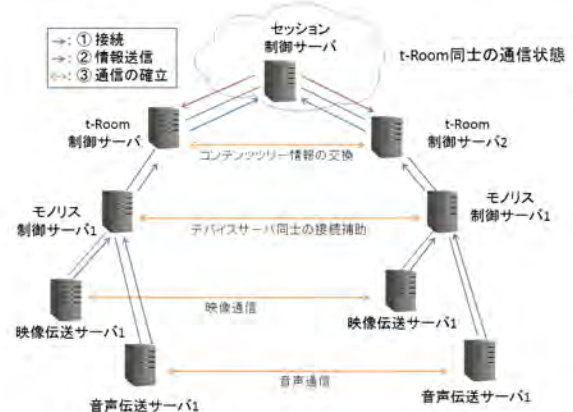 セッション
制御サーバ
→: ① 接続
→: ② 情報送信
↔: ③ 通信の確立
t-Room同士の通信状態
t-Room
制御サーバ
t-Room
制御サーバ2
コンテンツツリー情報の交換
モノリス
制御サーバ1
モノリス
制御サーバ1
デバイスサーバ同士の接続補助
映像伝送サーバ1
映像通信
映像伝送サーバ1
音声伝送サーバ1
音声通信
音声伝送サーバ1